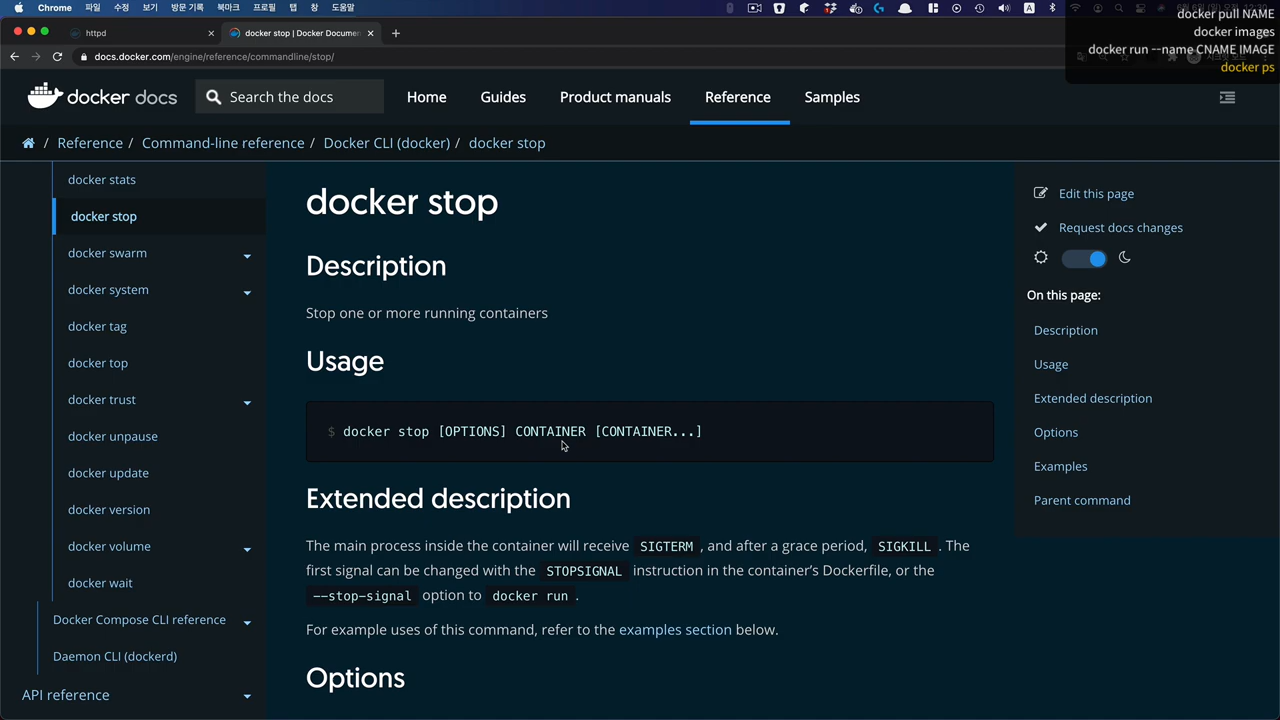 Chrome 파일 수정 보기 방문 기록 북마크 프로필 탭 창 도움말
docker pull NAME
docker images
docker run --name CNAME IMAGE
docker ps
httpd
docker stop | Docker Documen
docs.docker.com/engine/reference/commandline/stop/
docker docs
Search the docs
Home
Guides
Product manuals
Reference
Samples
/ Reference / Command-line reference / Docker CLI (docker) / docker stop
docker stats
docker stop
docker swarm
docker system
docker tag
docker top
docker trust
docker unpause
docker update
docker version
docker volume
docker wait
Docker Compose CLI reference
Daemon CLI (dockerd)
API reference
docker stop
Description
Stop one or more running containers
Usage
$ docker stop [OPTIONS] CONTAINER [CONTAINER...]
Extended description
The main process inside the container will receive SIGTERM , and after a grace period, SIGKILL . The
first signal can be changed with the STOPSIGNAL instruction in the container’s Dockerfile, or the
--stop-signal option to docker run .
For example uses of this command, refer to the examples section below.
Options
Edit this page
Request docs changes
On this page:
Description
Usage
Extended description
Options
Examples
Parent command